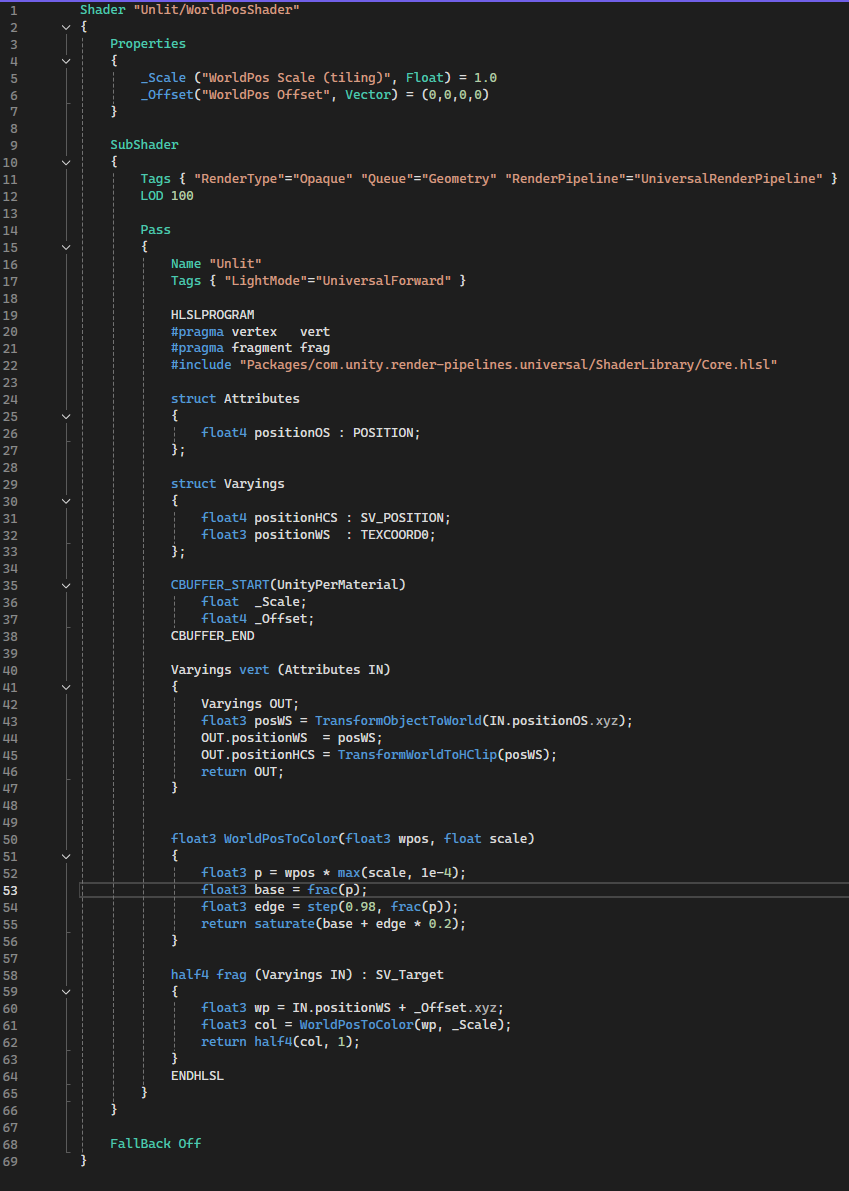 1 Shader "Unlit/WorldPosShader"
2 {
3 Properties
4 {
5 _Scale ("WorldPos Scale (tiling)", Float) = 1.0
6 _Offset("WorldPos Offset", Vector) = (0,0,0,0)
7 }
8
9 SubShader
10 {
11 Tags { "RenderType"="Opaque" "Queue"="Geometry" "RenderPipeline"="UniversalRenderPipeline" }
12 LOD 100
13
14 Pass
15 {
16 Name "Unlit"
17 Tags { "LightMode"="UniversalForward" }
18
19 HLSLPROGRAM
20 #pragma vertex   vert
21 #pragma fragment frag
22 #include "Packages/com.unity.render-pipelines.universal/ShaderLibrary/Core.hlsl"
23
24 struct Attributes
25 {
26 float4 positionOS : POSITION;
27 };
28
29 struct Varyings
30 {
31 float4 positionHCS : SV_POSITION;
32 float3 positionWS  : TEXCOORD0;
33 };
34
35 CBUFFER_START(UnityPerMaterial)
36 float  _Scale;
37 float4 _Offset;
38 CBUFFER_END
39
40 Varyings vert (Attributes IN)
41 {
42 Varyings OUT;
43 float3 posWS = TransformObjectToWorld(IN.positionOS.xyz);
44 OUT.positionWS  = posWS;
45 OUT.positionHCS = TransformWorldToHClip(posWS);
46 return OUT;
47 }
48
49
50 float3 WorldPosToColor(float3 wpos, float scale)
51 {
52 float3 p = wpos * max(scale, 1e-4);
53 float3 base = frac(p);
54 float3 edge = step(0.98, frac(p));
55 return saturate(base + edge * 0.2);
56 }
57
58 half4 frag (Varyings IN) : SV_Target
59 {
60 float3 wp = IN.positionWS + _Offset.xyz;
61 float3 col = WorldPosToColor(wp, _Scale);
62 return half4(col, 1);
63 }
64 ENDHLSL
65 }
66 }
67
68 FallBack Off
69 }